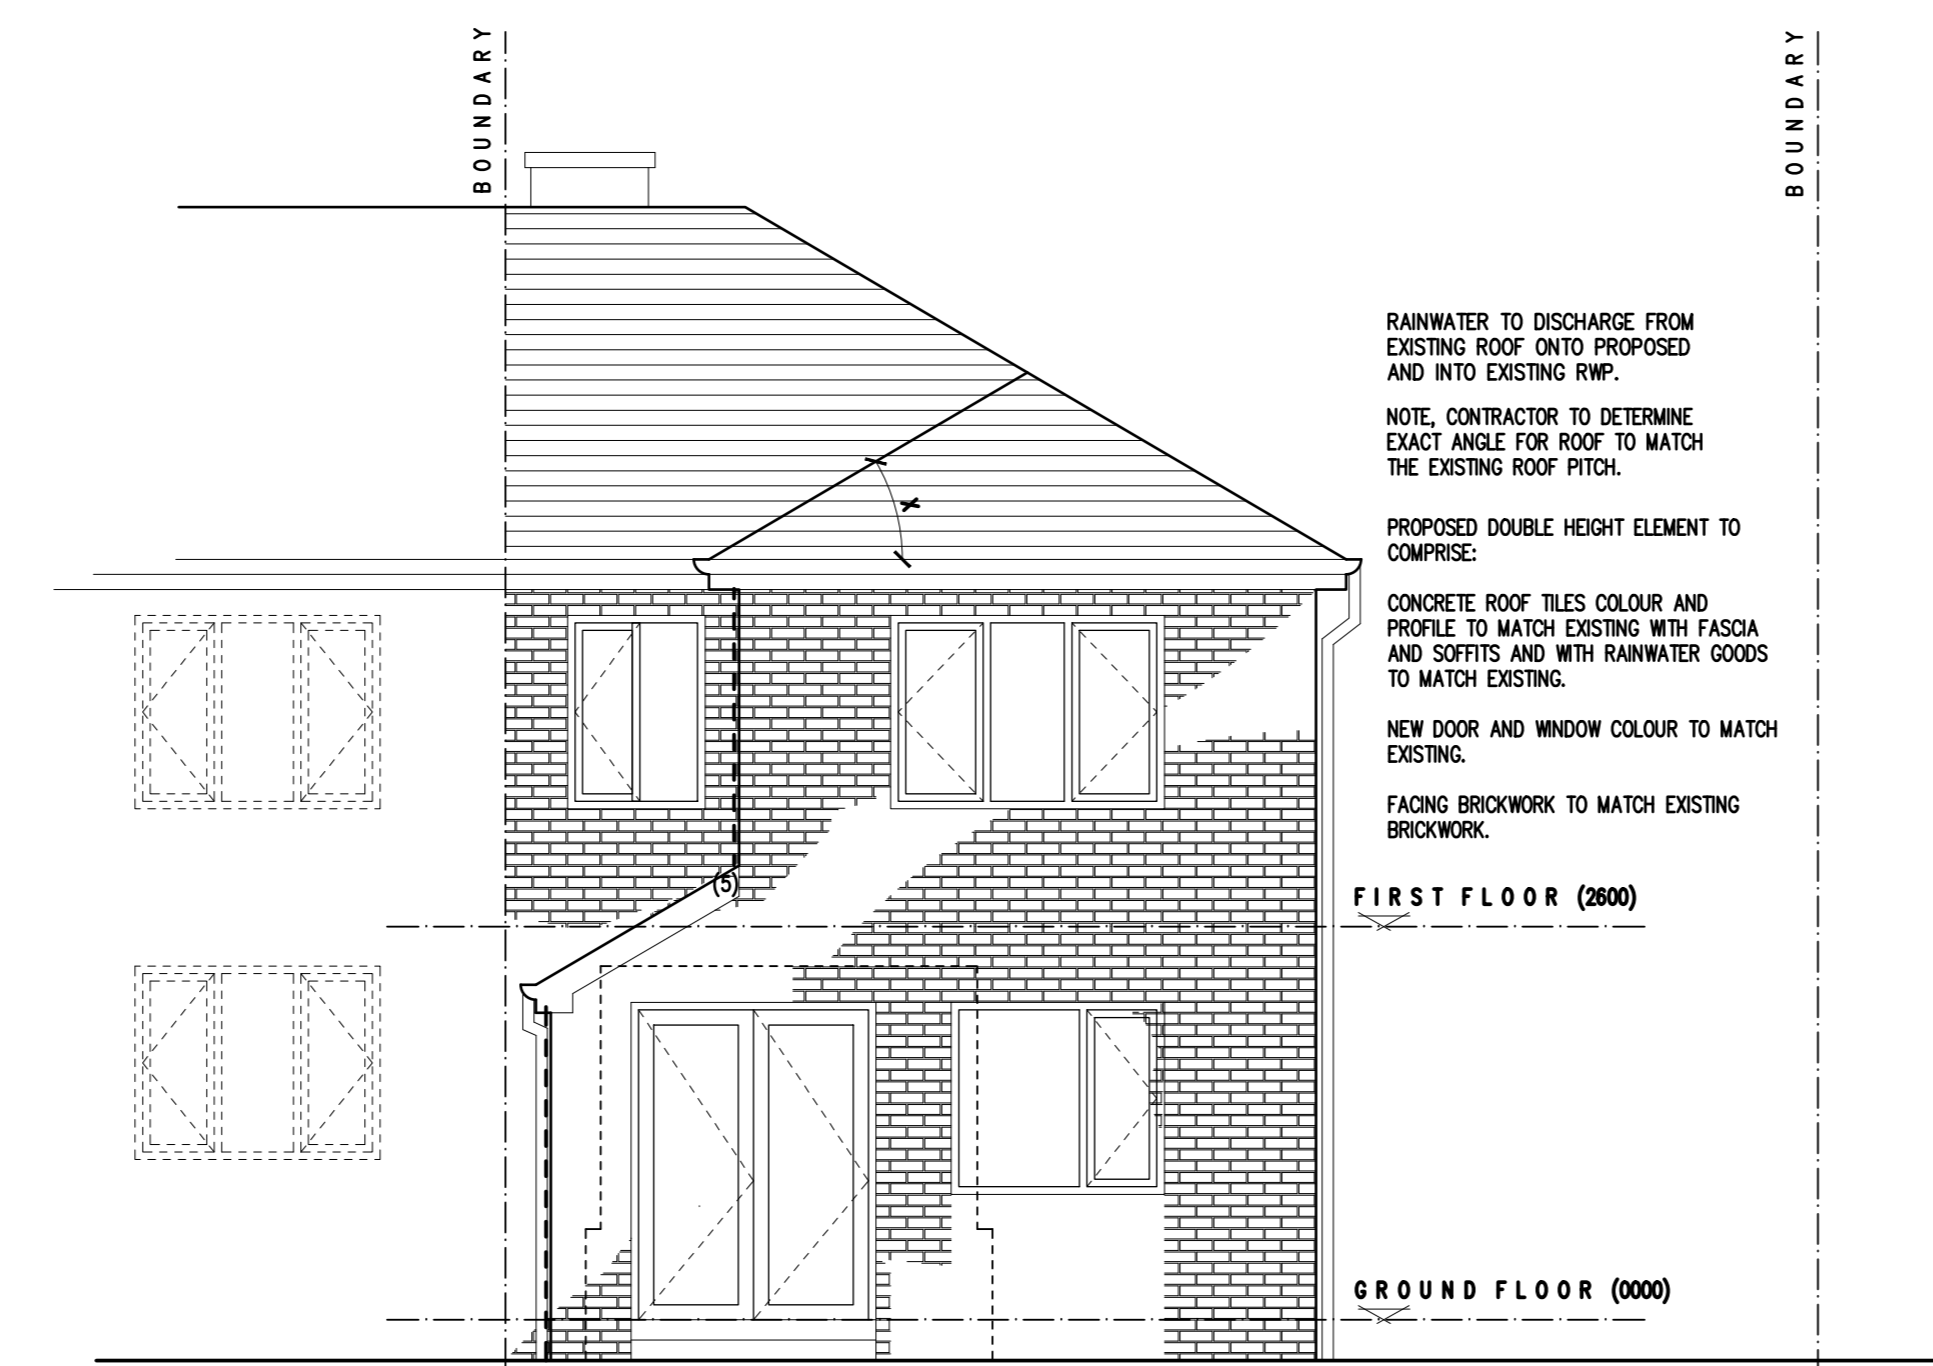 BOUNDARY
BOUNDARY
RAINWATER TO DISCHARGE FROM
EXISTING ROOF ONTO PROPOSED
AND INTO EXISTING RWP.
NOTE, CONTRACTOR TO DETERMINE
EXACT ANGLE FOR ROOF TO MATCH
THE EXISTING ROOF PITCH.
x
PROPOSED DOUBLE HEIGHT ELEMENT TO
COMPRISE:
CONCRETE ROOF TILES COLOUR AND
PROFILE TO MATCH EXISTING WITH FASCIA
AND SOFFITS AND WITH RAINWATER GOODS
TO MATCH EXISTING.
NEW DOOR AND WINDOW COLOUR TO MATCH
EXISTING.
FACING BRICKWORK TO MATCH EXISTING
BRICKWORK.
(5)
FIRST FLOOR (2600)
GROUND FLOOR (0000)